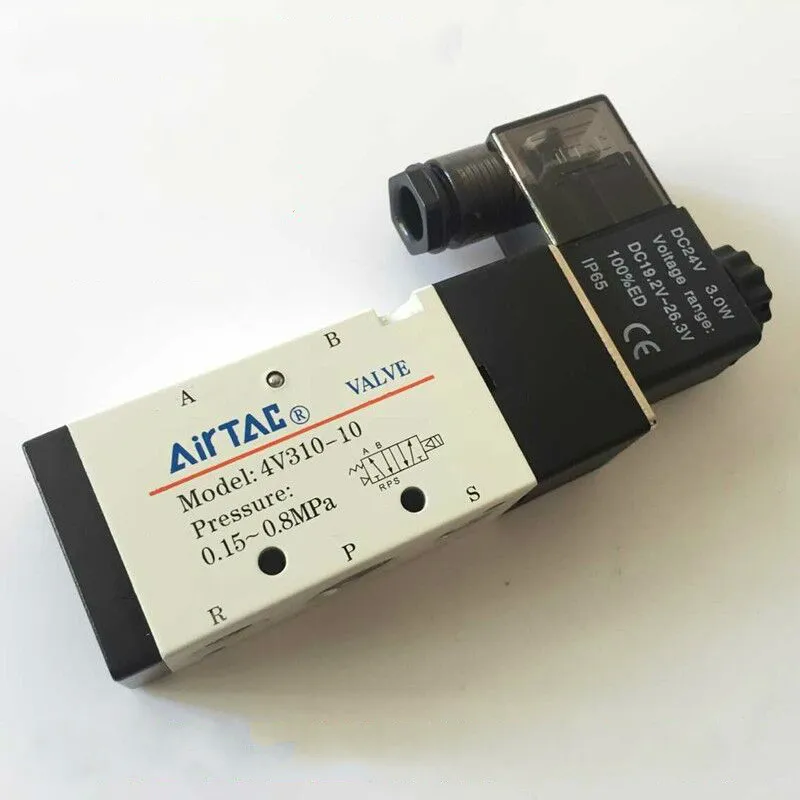 A
B
AirTAC®
VALVE
Model: 4V310-10
Pressure:
0.15~0.8MPa
A B
R P S
R
P
S
DC24V 3.0W
Voltage range:
DC19.2V~26.3V
100%ED
IP65
CE